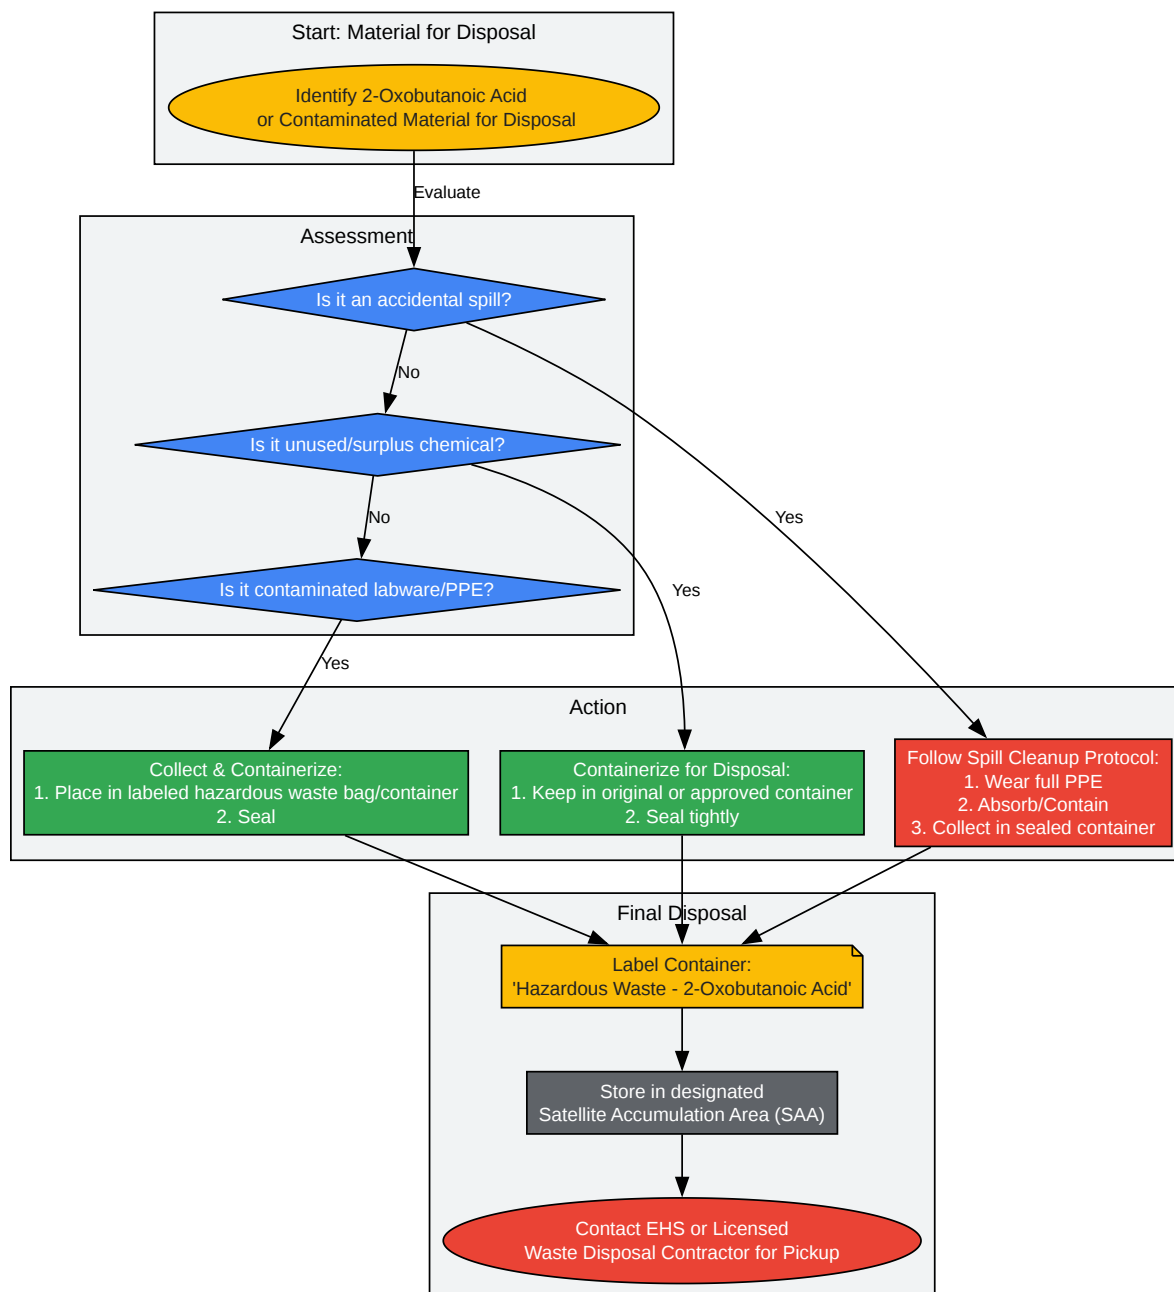 Start: Material for Disposal
Identify 2-Oxobutanoic Acid
or Contaminated Material for Disposal
Evaluate
Assessment
Is it an accidental spill?
No
Is it unused/surplus chemical?
No
Yes
Is it contaminated labware/PPE?
Yes
Yes
Action
Collect & Containerize:
1. Place in labeled hazardous waste bag/container
2. Seal
Containerize for Disposal:
1. Keep in original or approved container
2. Seal tightly
Follow Spill Cleanup Protocol:
1. Wear full PPE
2. Absorb/Contain
3. Collect in sealed container
Final Disposal
Label Container:
'Hazardous Waste - 2-Oxobutanoic Acid'
Store in designated
Satellite Accumulation Area (SAA)
Contact EHS or Licensed
Waste Disposal Contractor for Pickup